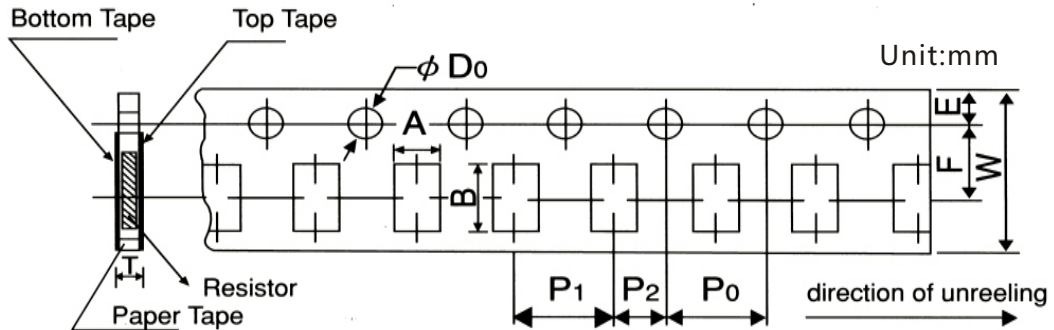 Bottom Tape
Top Tape
ϕ D0
Unit:mm
A
B
E
F
W
T
Resistor
Paper Tape
P1
P2
P0
direction of unreeling